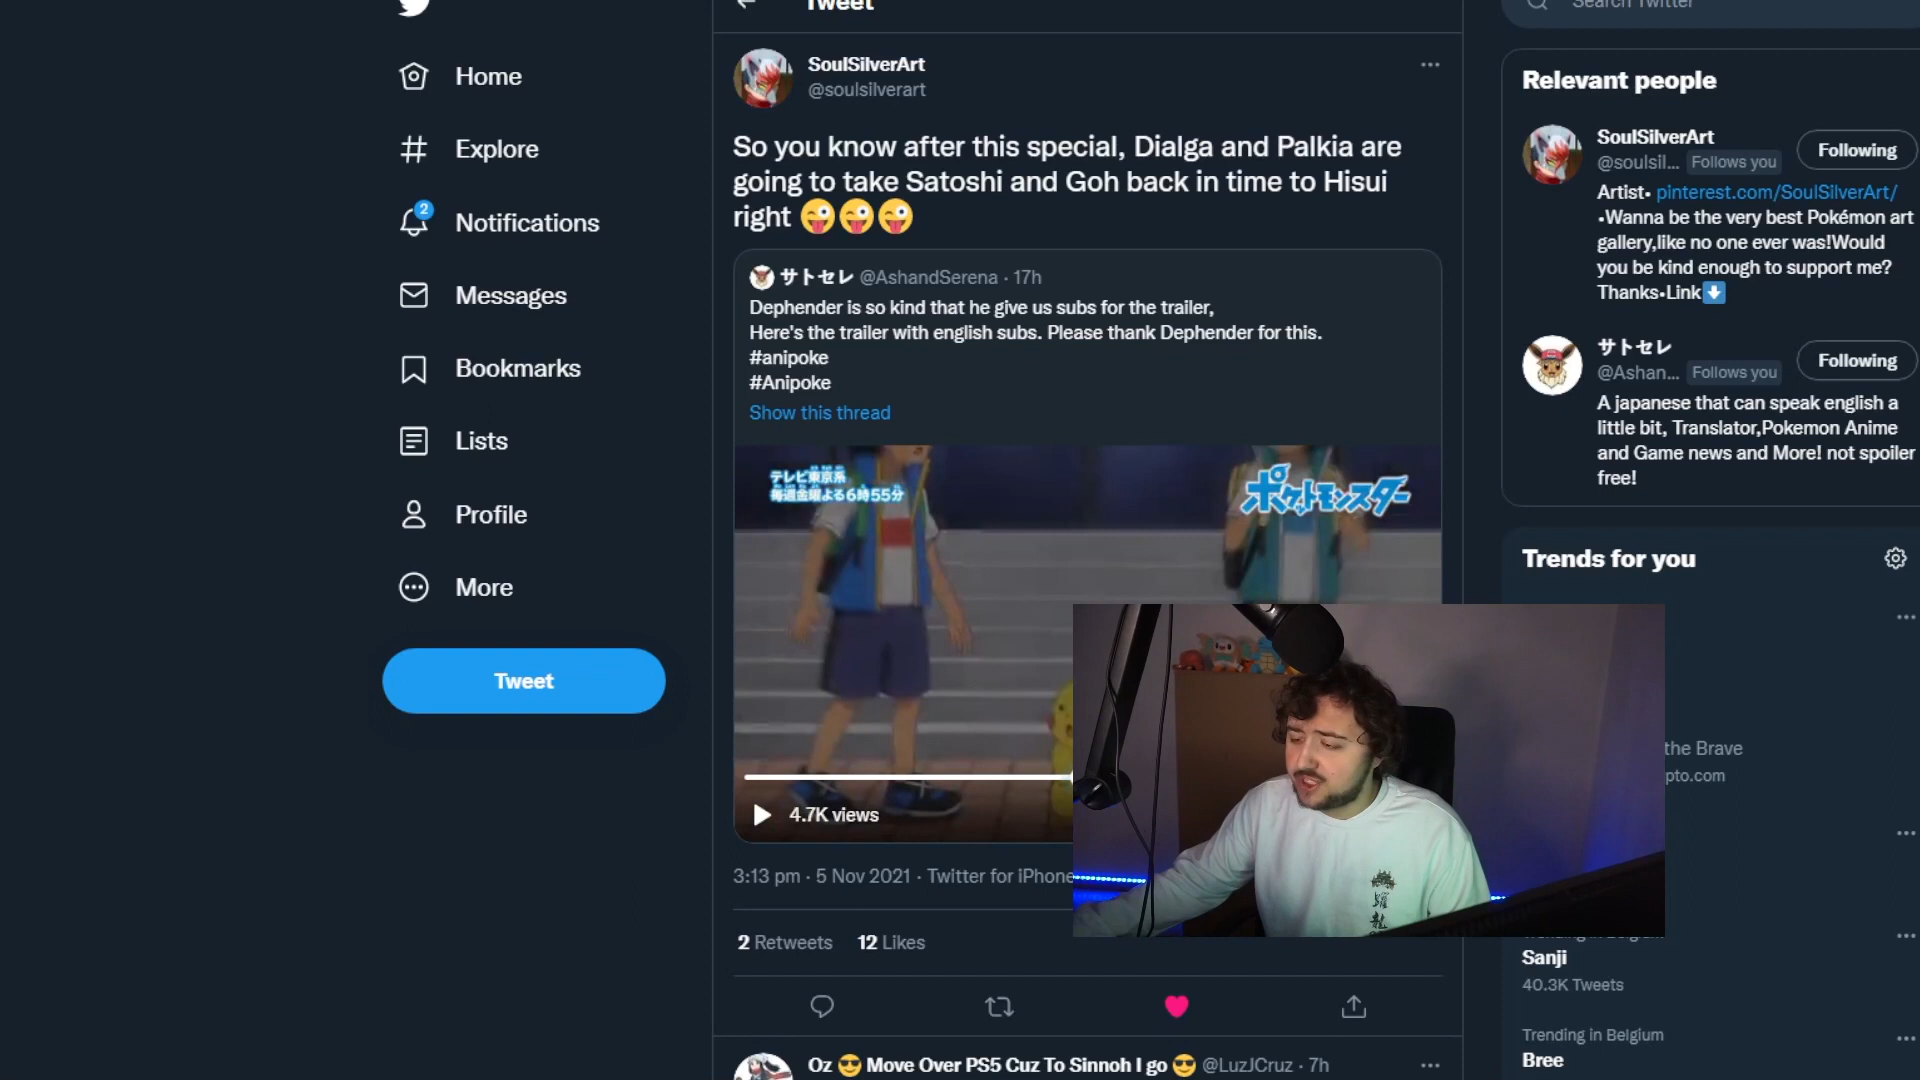 Tweet
Search Twitter
Home
Explore
2
Notifications
Messages
Bookmarks
Lists
Profile
More
Tweet
SoulSilverArt
@soulsilverart
So you know after this special, Dialga and Palkia are
going to take Satoshi and Goh back in time to Hisui
right 😜😜😜
サトセレ @AshandSerena · 17h
Dephender is so kind that he give us subs for the trailer,
Here's the trailer with english subs. Please thank Dephender for this.
#anipoke
#Anipoke
Show this thread
テレビ東京系
毎週金曜よる6時55分
ポケットモンスター
4.7K views
3:13 pm · 5 Nov 2021 · Twitter for iPhone
2 Retweets 12 Likes
Oz 😎 Move Over PS5 Cuz To Sinnoh I go 😎 @LuzJCruz · 7h
Relevant people
SoulSilverArt
@soulsil... Follows you
Following
Artist• pinterest.com/SoulSilverArt/
•Wanna be the very best Pokémon art
gallery,like no one ever was!Would
you be kind enough to support me?
Thanks•Link⬇️
サトセレ
@Ashan... Follows you
Following
A japanese that can speak english a
little bit, Translator,Pokemon Anime
and Game news and More! not spoiler
free!
Trends for you
the Brave
pto.com
Sanji
40.3K Tweets
Trending in Belgium
Bree